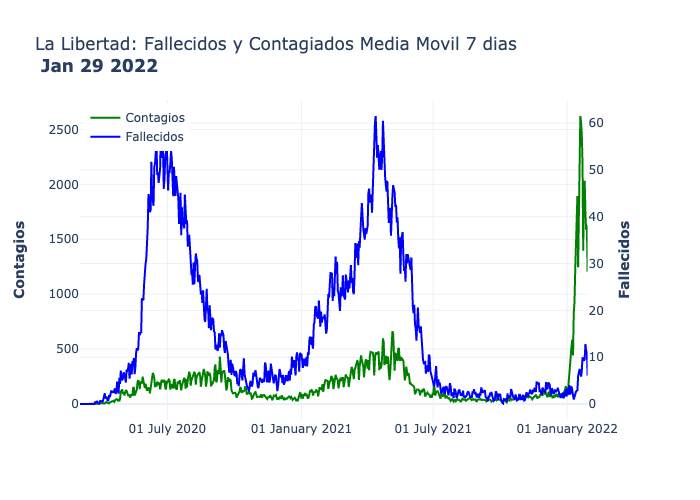 La Libertad: Fallecidos y Contagiados Media Movil 7 dias
Jan 29 2022
Contagios
Fallecidos
2500
2000
1500
1000
500
0
60
50
40
30
20
10
0
Contagios
Fallecidos
01 July 2020
01 January 2021
01 July 2021
01 January 2022